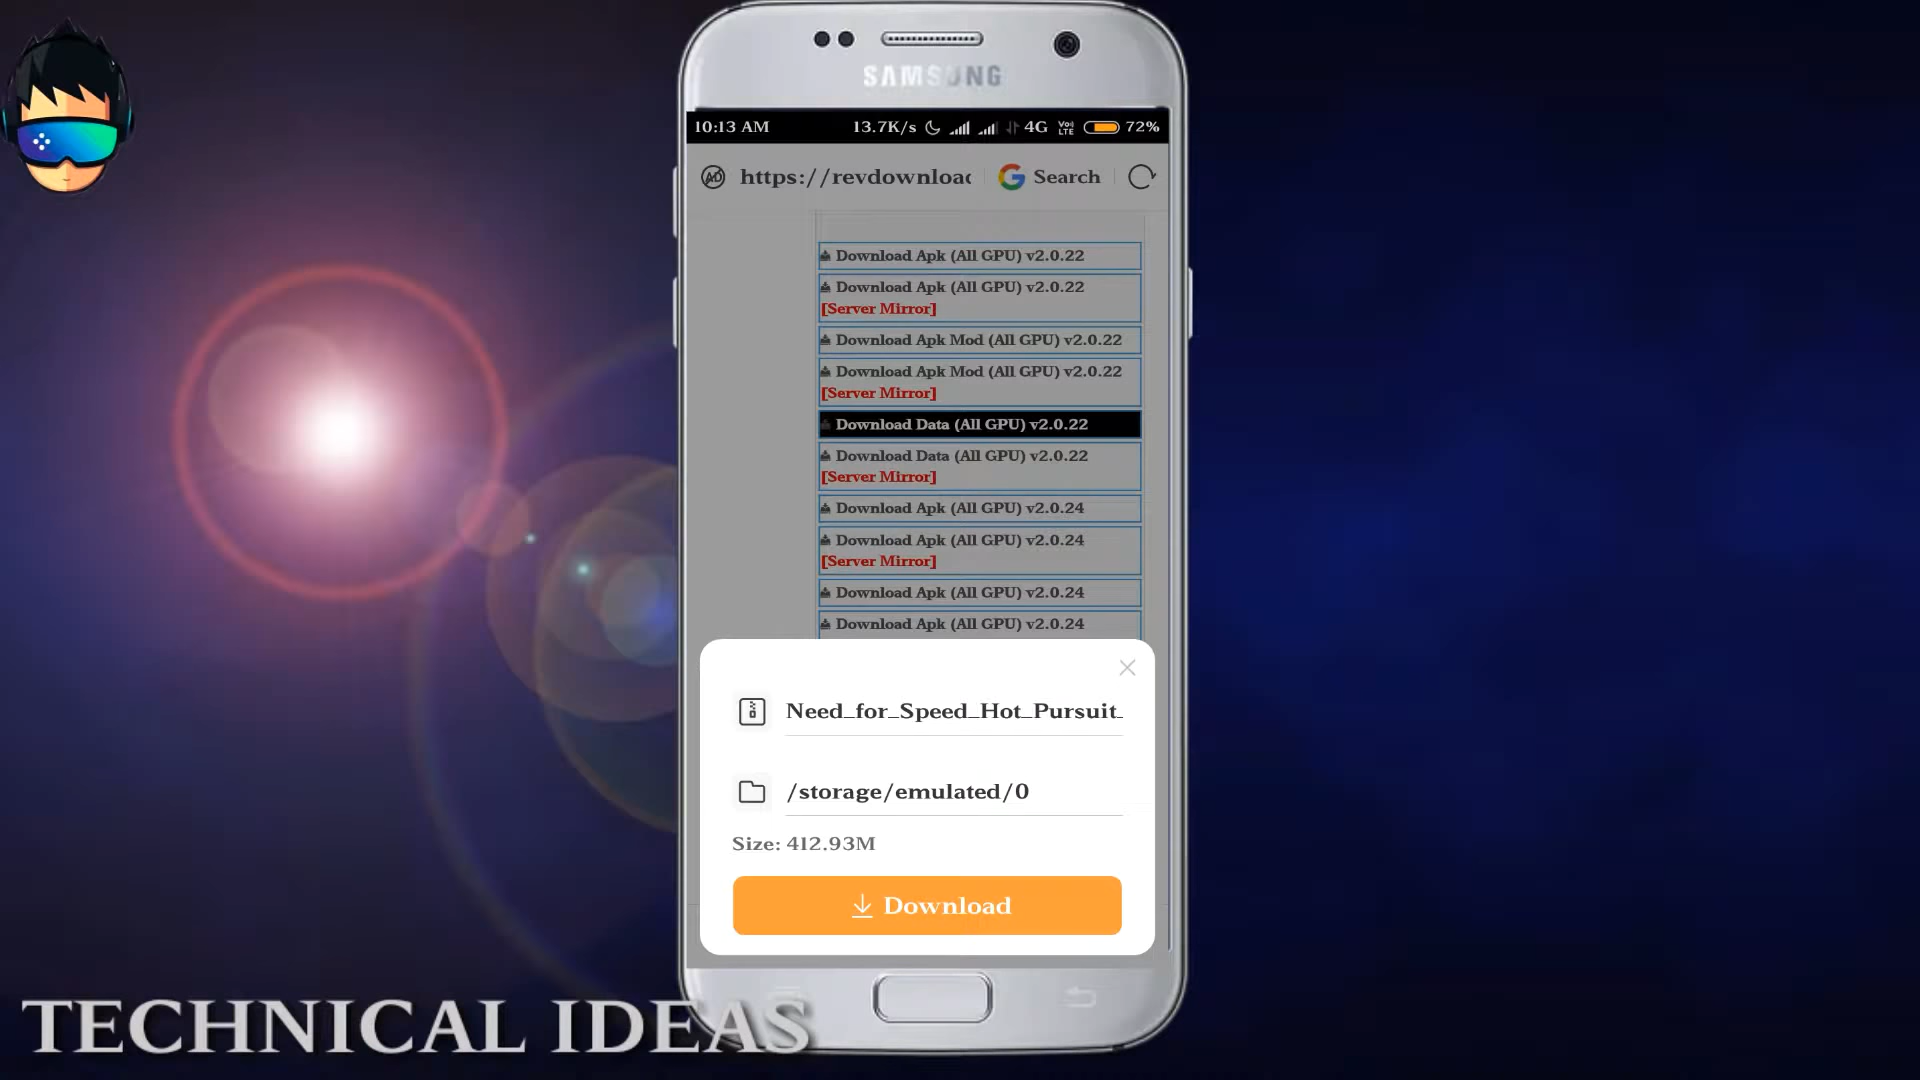 SAMSUNG
10:13 AM 13.7K/s 4G Vo) LTE 72%
AD https://revdownload Search
Download Apk (All GPU) v2.0.22
Download Apk (All GPU) v2.0.22
[Server Mirror]
Download Apk Mod (All GPU) v2.0.22
Download Apk Mod (All GPU) v2.0.22
[Server Mirror]
Download Data (All GPU) v2.0.22
Download Data (All GPU) v2.0.22
[Server Mirror]
Download Apk (All GPU) v2.0.24
Download Apk (All GPU) v2.0.24
[Server Mirror]
Download Apk (All GPU) v2.0.24
Download Apk (All GPU) v2.0.24
Need_for_Speed_Hot_Pursuit_
/storage/emulated/0
Size: 412.93M
Download
TECHNICAL IDEAS